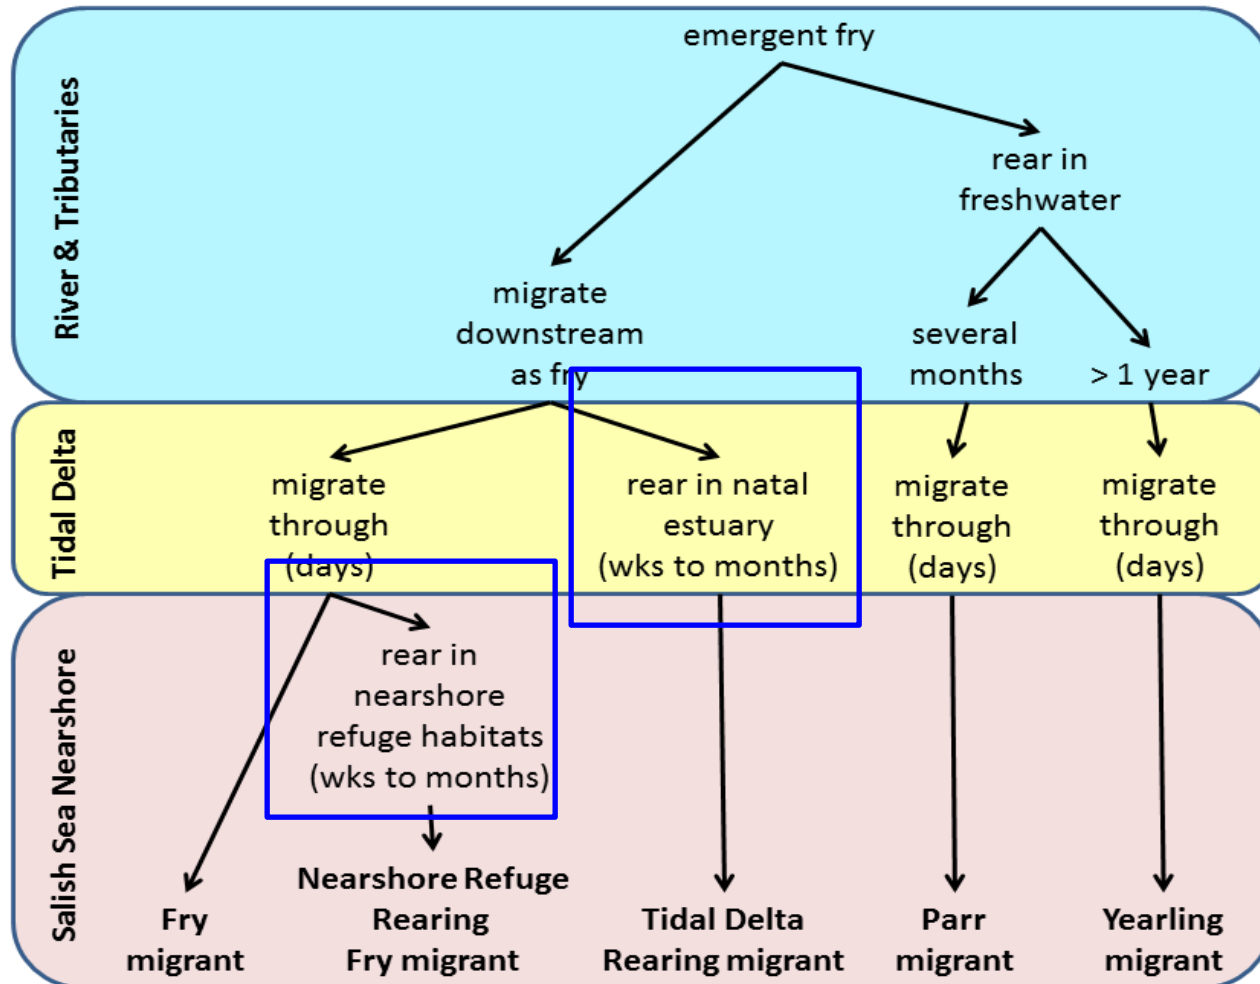 River & Tributaries
emergent fry
rear in
freshwater
migrate
downstream
as fry
several
months
> 1 year
Tidal Delta
migrate
through
(days)
rear in natal
estuary
(wks to months)
migrate
through
(days)
migrate
through
(days)
Salish Sea Nearshore
rear in
nearshore
refuge habitats
(wks to months)
Fry
migrant
Nearshore Refuge
Rearing
Fry migrant
Tidal Delta
Rearing migrant
Parr
migrant
Yearling
migrant